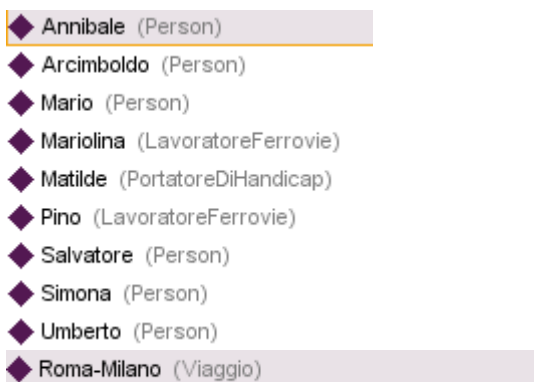 Annibale (Person)
Arcimboldo (Person)
Mario (Person)
Mariolina (LavoratoreFerrovie)
Matilde (PortatoreDiHandicap)
Pino (LavoratoreFerrovie)
Salvatore (Person)
Simona (Person)
Umberto (Person)
Roma-Milano (Viaggio)